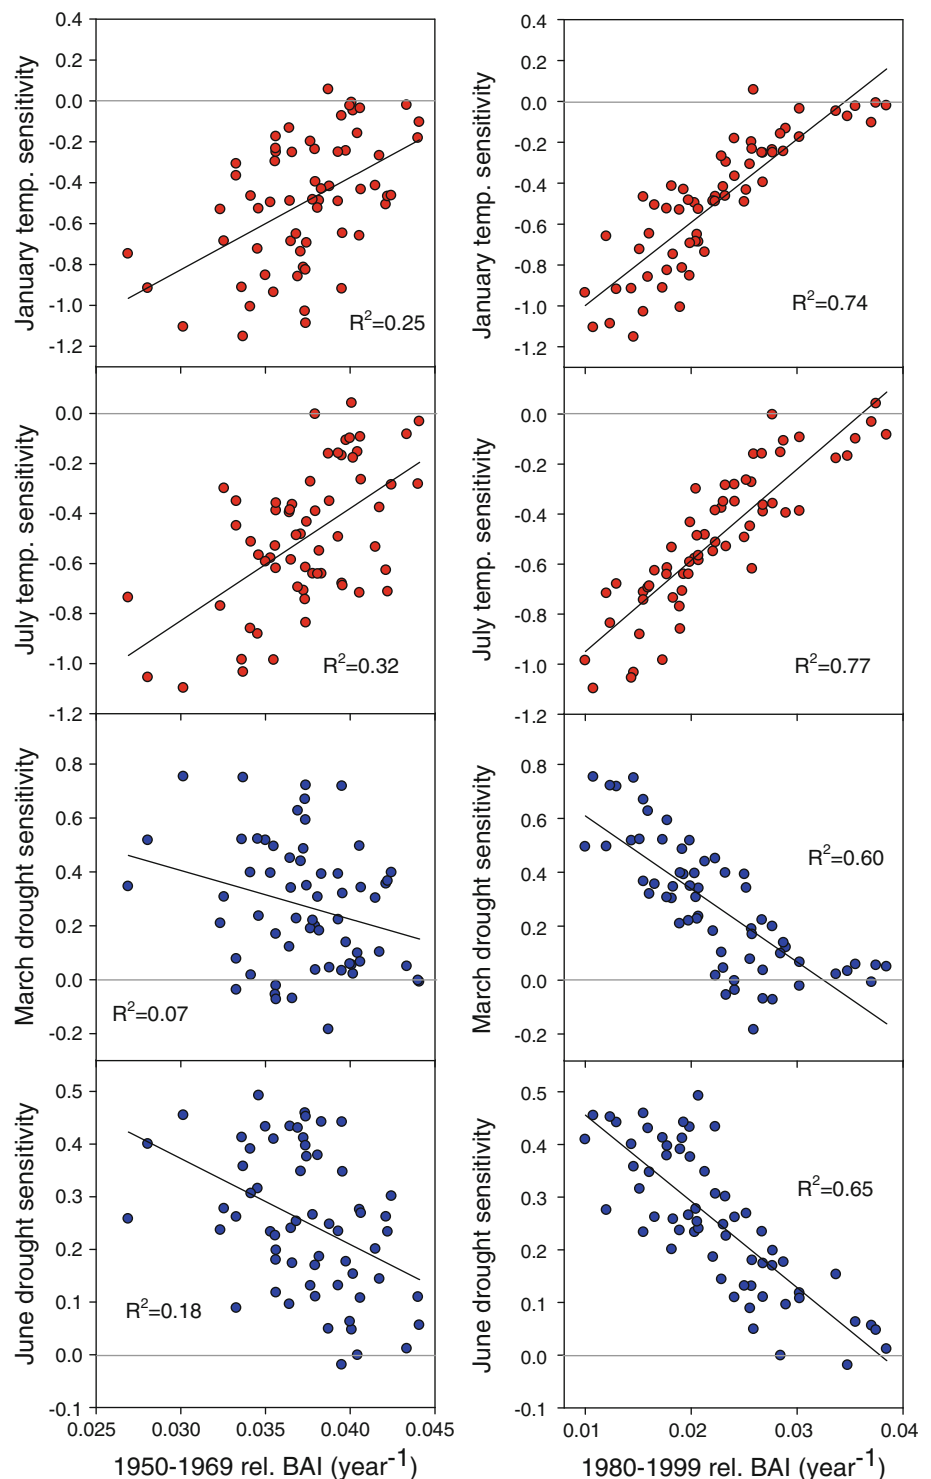 January temp. sensitivity
0.4
0.2
0.0
-0.2
-0.4
-0.6
-0.8
-1.0
-1.2
R²=0.25
January temp. sensitivity
0.4
0.2
0.0
-0.2
-0.4
-0.6
-0.8
-1.0
-1.2
R²=0.74
July temp. sensitivity
0.0
-0.2
-0.4
-0.6
-0.8
-1.0
-1.2
R²=0.32
July temp. sensitivity
0.0
-0.2
-0.4
-0.6
-0.8
-1.0
-1.2
R²=0.77
March drought sensitivity
0.8
0.6
0.4
0.2
0.0
-0.2
R²=0.07
March drought sensitivity
0.8
0.6
0.4
0.2
0.0
-0.2
R²=0.60
June drought sensitivity
0.5
0.4
0.3
0.2
0.1
0.0
-0.1
R²=0.18
June drought sensitivity
0.5
0.4
0.3
0.2
0.1
0.0
-0.1
R²=0.65
0.025 0.030 0.035 0.040 0.045
0.01 0.02 0.03 0.04
1950-1969 rel. BAI (year⁻¹)
1980-1999 rel. BAI (year⁻¹)